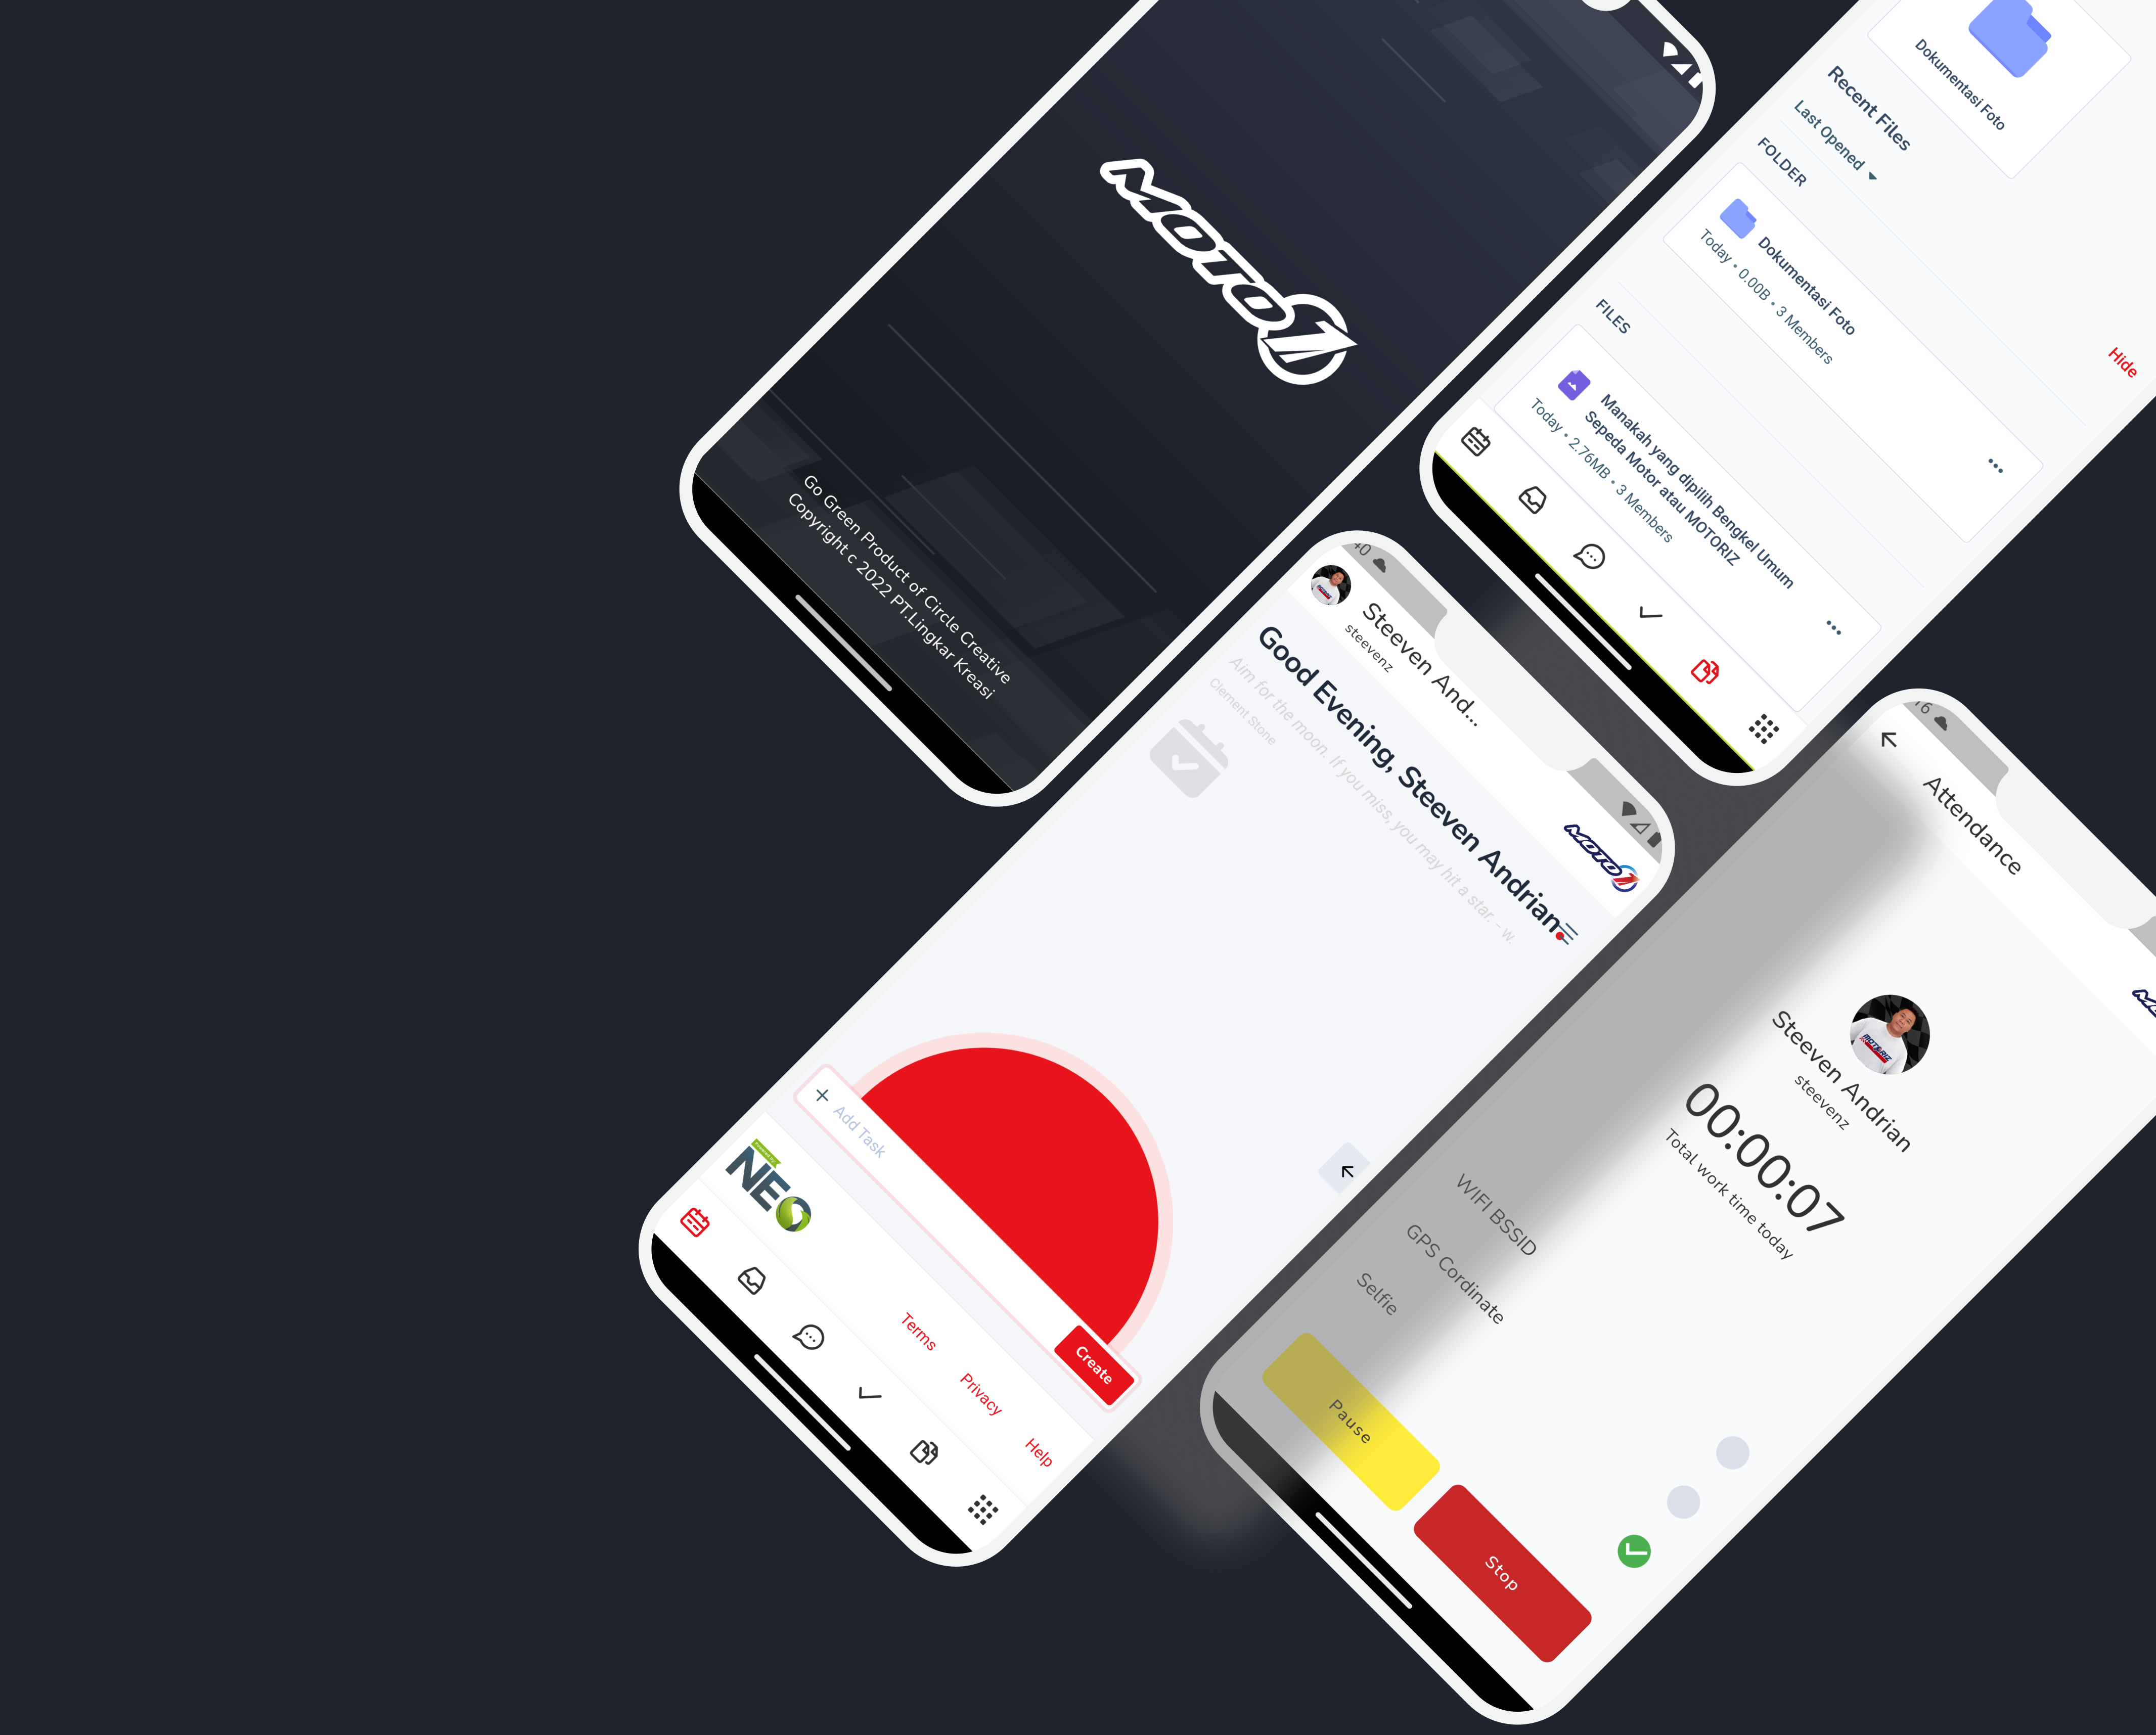 MOTO1
Go Green Product of Circle Creative
Copyright c 2022 PT.Lingkar Kreasi
Dokumentasi Foto
Recent Files
Last Opened
Hide
FOLDER
Dokumentasi Foto
Today • 0.00B • 3 Members
FILES
Manakah yang dipilih Bengkel Umum
Sepeda Motor atau MOTORIZ
Today • 2.76MB • 3 Members
Steeven And...
steevenz
MOTO1
Good Evening, Steeven Andrian
Aim for the moon. If you miss, you may hit a star. - W.
Clement Stone
Add Task
Create
NEO
Terms
Privacy
Help
Attendance
MOTORIZ
Steeven Andrian
steevenz
00:00:07
Total work time today
WIFI BSSID
GPS Cordinate
Selfie
Pause
Stop